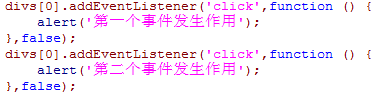 divs[0].addEventListener('click',function () {
    alert('第一个事件发生作用');
},false);
divs[0].addEventListener('click',function () {
    alert('第二个事件发生作用');
},false);